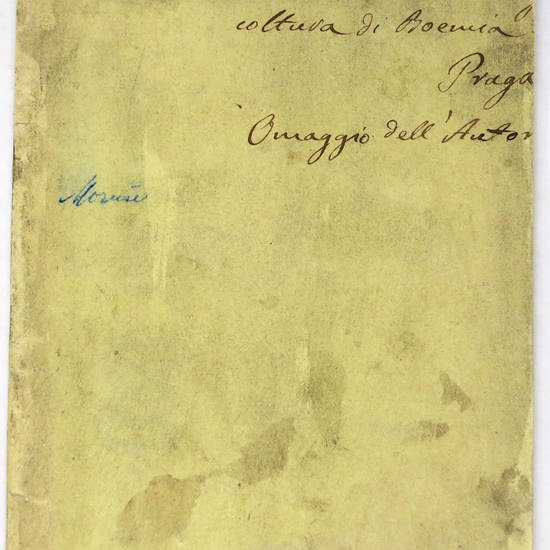 coltura di Boemia
Praga
Omaggio dell'Autor